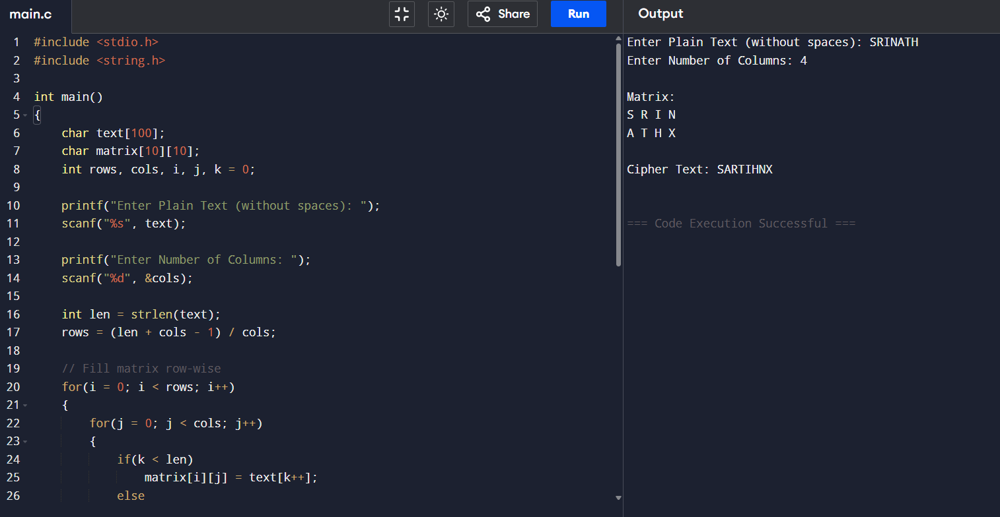 main.c
Share
Run
Output
1 #include <stdio.h>
2 #include <string.h>
3
4 int main()
5 {
6     char text[100];
7     char matrix[10][10];
8     int rows, cols, i, j, k = 0;
9
10     printf("Enter Plain Text (without spaces): ");
11     scanf("%s", text);
12
13     printf("Enter Number of Columns: ");
14     scanf("%d", &cols);
15
16     int len = strlen(text);
17     rows = (len + cols - 1) / cols;
18
19     // Fill matrix row-wise
20     for(i = 0; i < rows; i++)
21     {
22         for(j = 0; j < cols; j++)
23         {
24             if(k < len)
25                 matrix[i][j] = text[k++];
26             else
Enter Plain Text (without spaces): SRINATH
Enter Number of Columns: 4
Matrix:
S R I N
A T H X
Cipher Text: SARTIHNX
=== Code Execution Successful ===